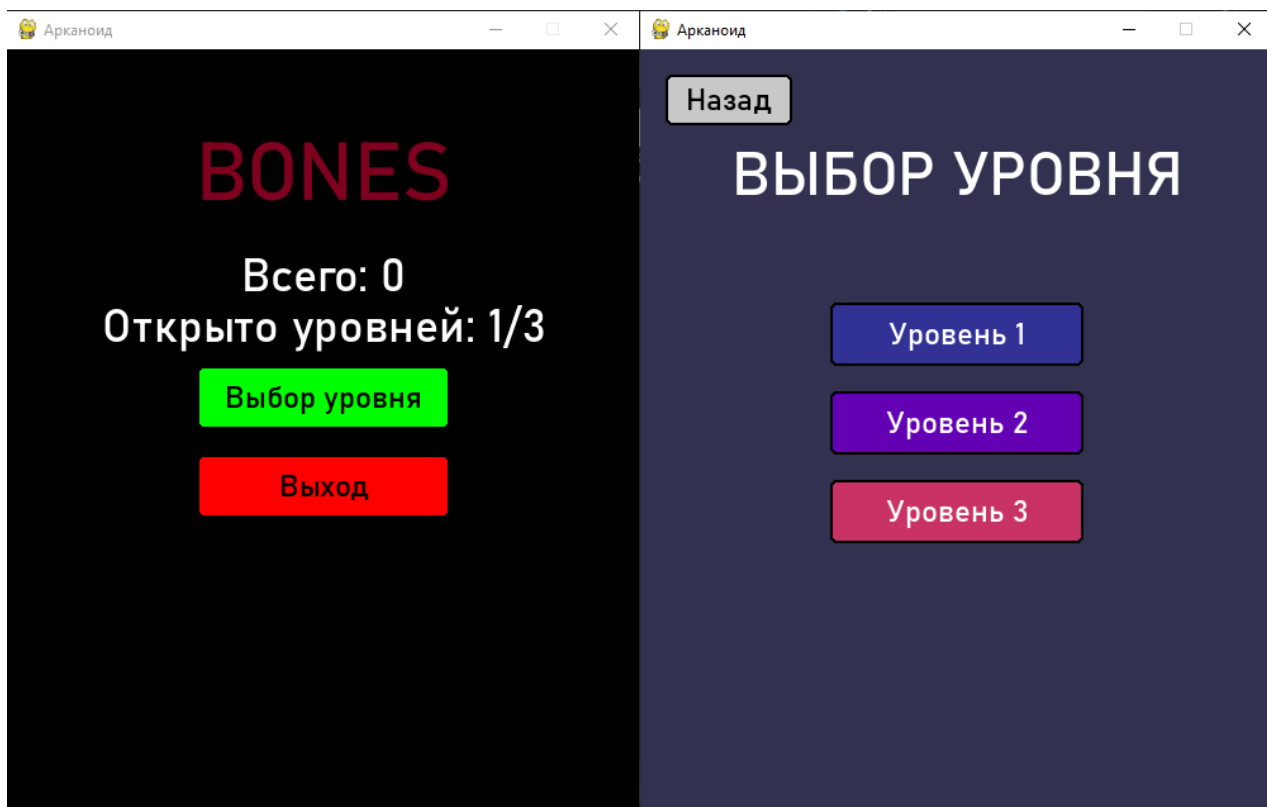 Арканоид
BONES
Всего: 0
Открыто уровней: 1/3
Выбор уровня
Выход
Арканоид
Назад
ВЫБОР УРОВНЯ
Уровень 1
Уровень 2
Уровень 3